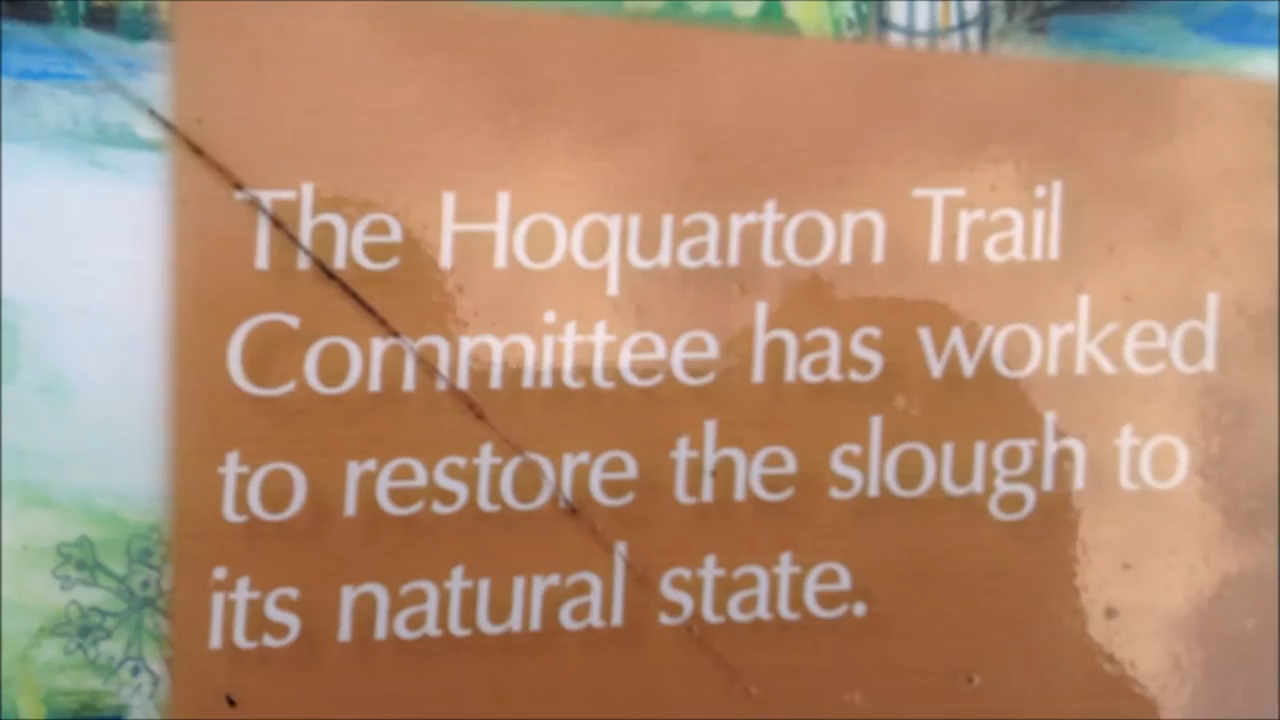 The Hoquarton Trail
Committee has worked
to restore the slough to
its natural state.